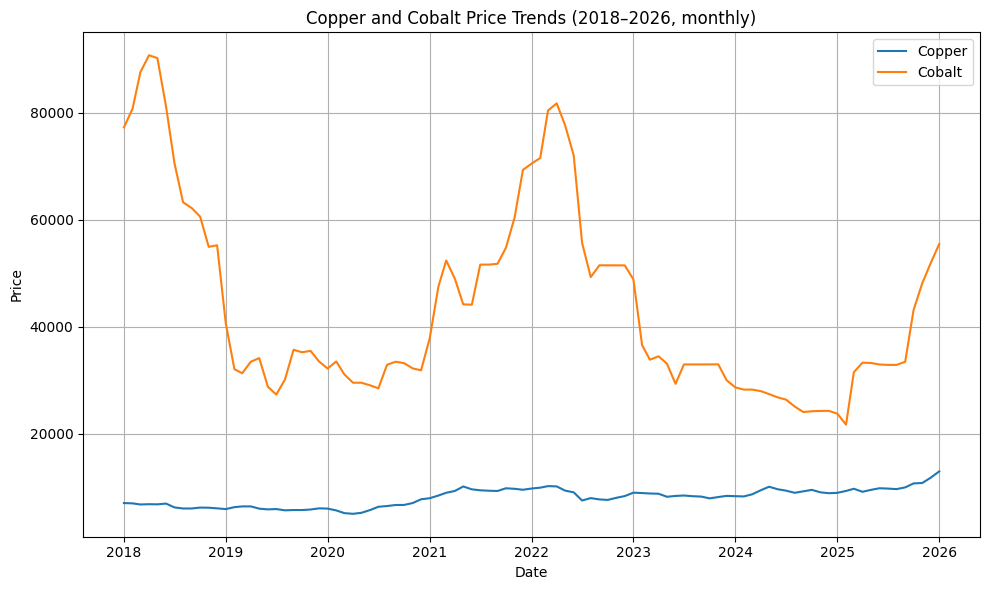 Copper and Cobalt Price Trends (2018–2026, monthly)
Copper
Cobalt
Price
80000
60000
40000
20000
2018 2019 2020 2021 2022 2023 2024 2025 2026
Date